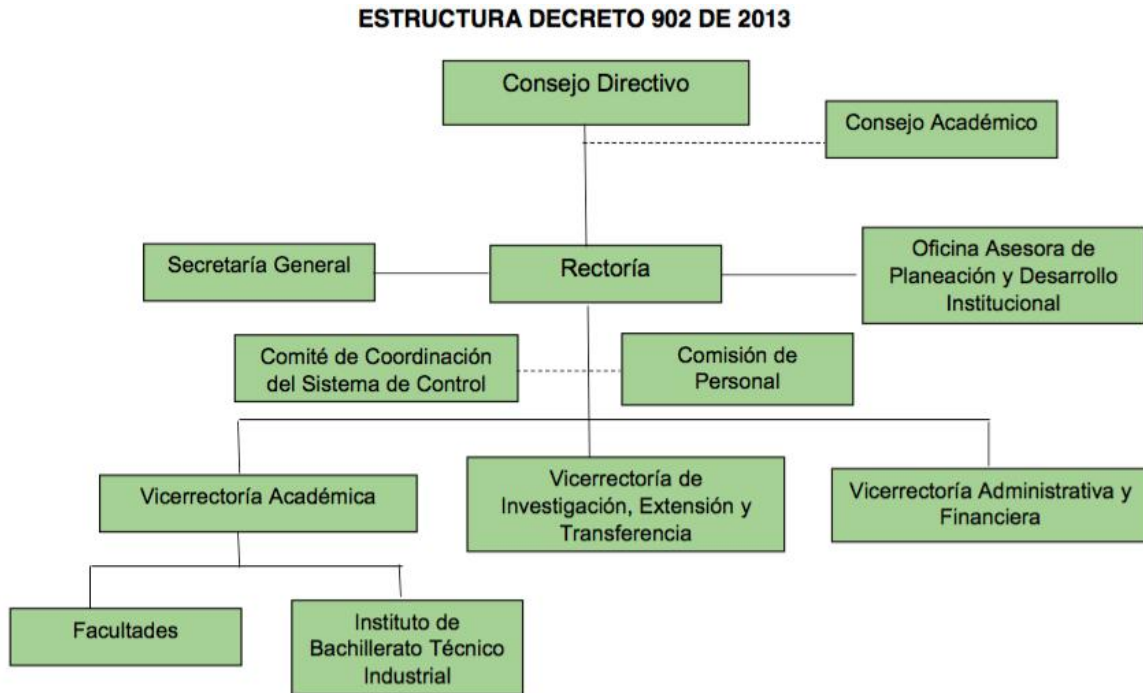 ESTRUCTURA DECRETO 902 DE 2013
Consejo Directivo
Consejo Académico
Secretaría General
Rectoría
Oficina Asesora de
Planeación y Desarrollo
Institucional
Comité de Coordinación
del Sistema de Control
Comisión de
Personal
Vicerrectoría Académica
Vicerrectoría de
Investigación, Extensión y
Transferencia
Vicerrectoría Administrativa y
Financiera
Facultades
Instituto de
Bachillerato Técnico
Industrial